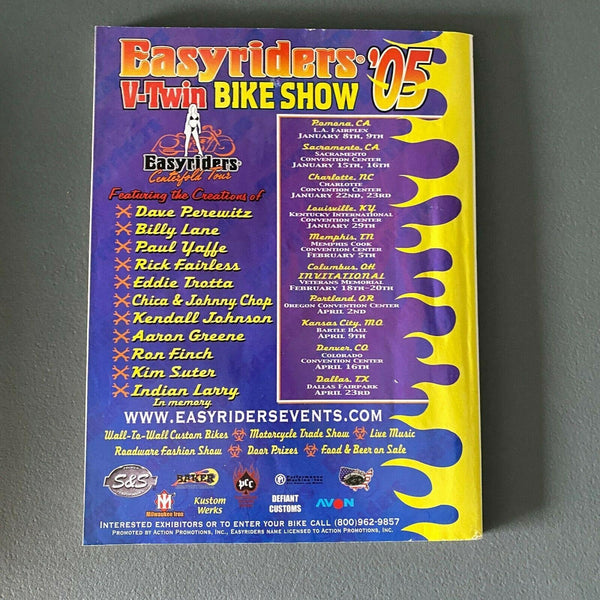 Easyriders® '05
V-Twin BIKE SHOW
Easyriders®
Centerfold Tour
Featuring the Creations of
Dave Perewitz
Billy Lane
Paul Yaffe
Rick Fairless
Eddie Trotta
Chica & Johnny Chop
Kendall Johnson
Aaron Greene
Ron Finch
Kim Suter
Indian Larry
In memory
Pomona, CA
L.A. Fairplex
January 8th, 9th
Sacramento, CA
Sacramento
Convention Center
January 15th, 16th
Charlotte, NC
Charlotte
Convention Center
January 22nd, 23rd
Louisville, KY
Kentucky International
Convention Center
January 29th
Memphis, TN
Memphis Cook
Convention Center
February 5th
Columbus, OH
INVITATIONAL
Veterans Memorial
February 18th-20th
Portland, OR
Oregon Convention Center
April 2nd
Kansas City, MO
Bartle Hall
April 9th
Denver, CO
Colorado
Convention Center
April 16th
Dallas, TX
Dallas Fairpark
April 23rd
WWW.EASYRIDERSEVENTS.COM
Wall-To-Wall Custom Bikes Motorcycle Trade Show Live Music
Roadware Fashion Show Door Prizes Food & Beer on Sale
S&S
BAKER
pcc
Performance
Machine, Inc
Milwaukee Iron
Kustom
Werks
DEFIANT
CUSTOMS
AVON
Interested exhibitors or to enter your bike call (800)962-9857
Promoted by Action Promotions, Inc., Easyriders name licensed to Action Promotions, Inc.